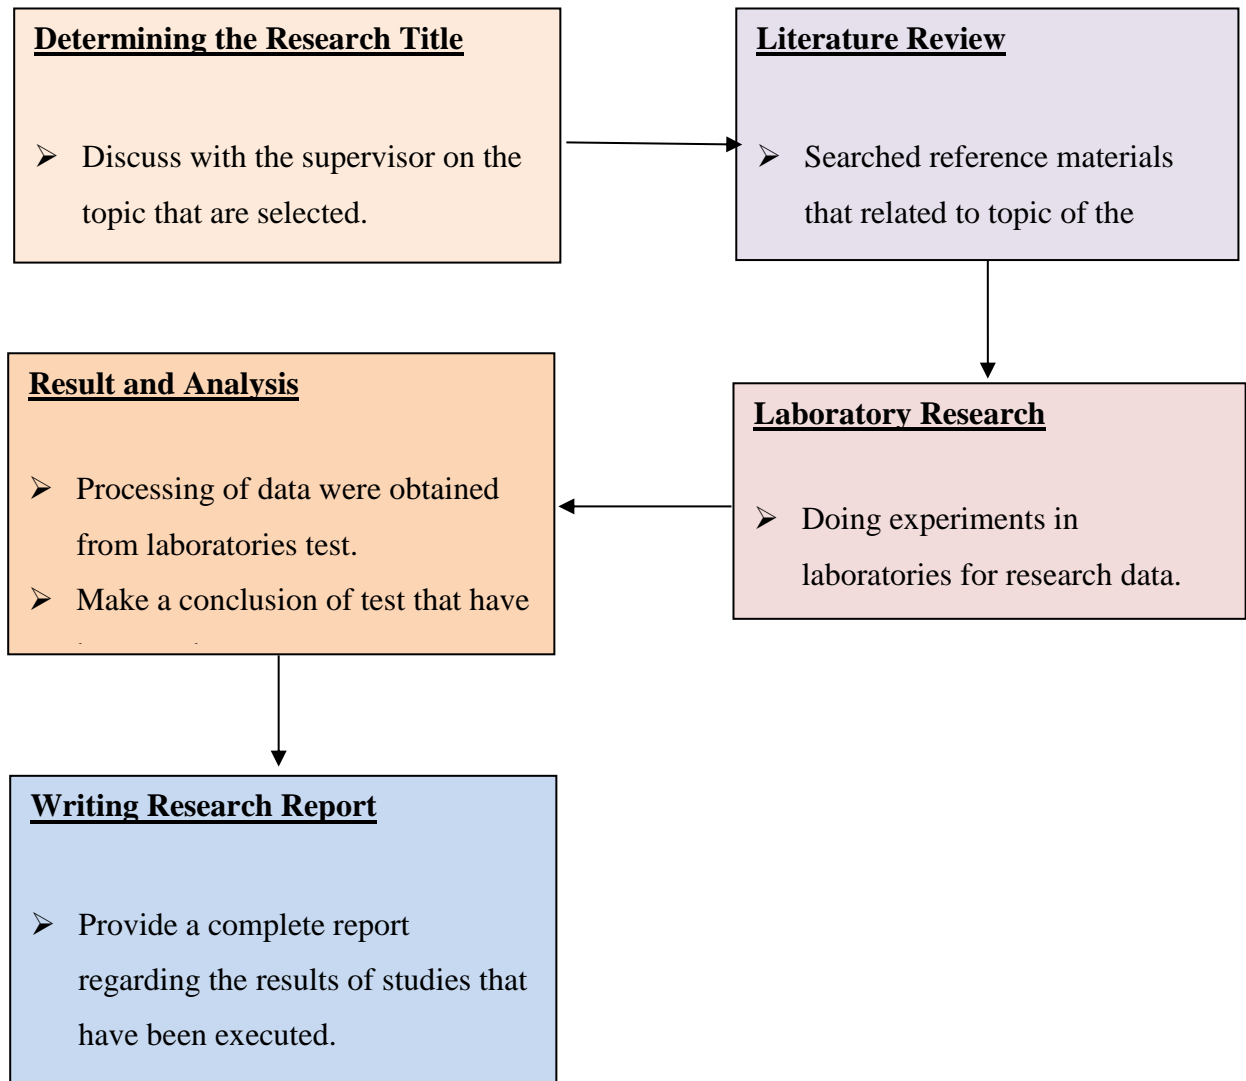 Determining the Research Title
➢ Discuss with the supervisor on the
topic that are selected.
Literature Review
➢ Searched reference materials
that related to topic of the
Laboratory Research
➢ Doing experiments in
laboratories for research data.
Result and Analysis
➢ Processing of data were obtained
from laboratories test.
➢ Make a conclusion of test that have
Writing Research Report
➢ Provide a complete report
regarding the results of studies that
have been executed.